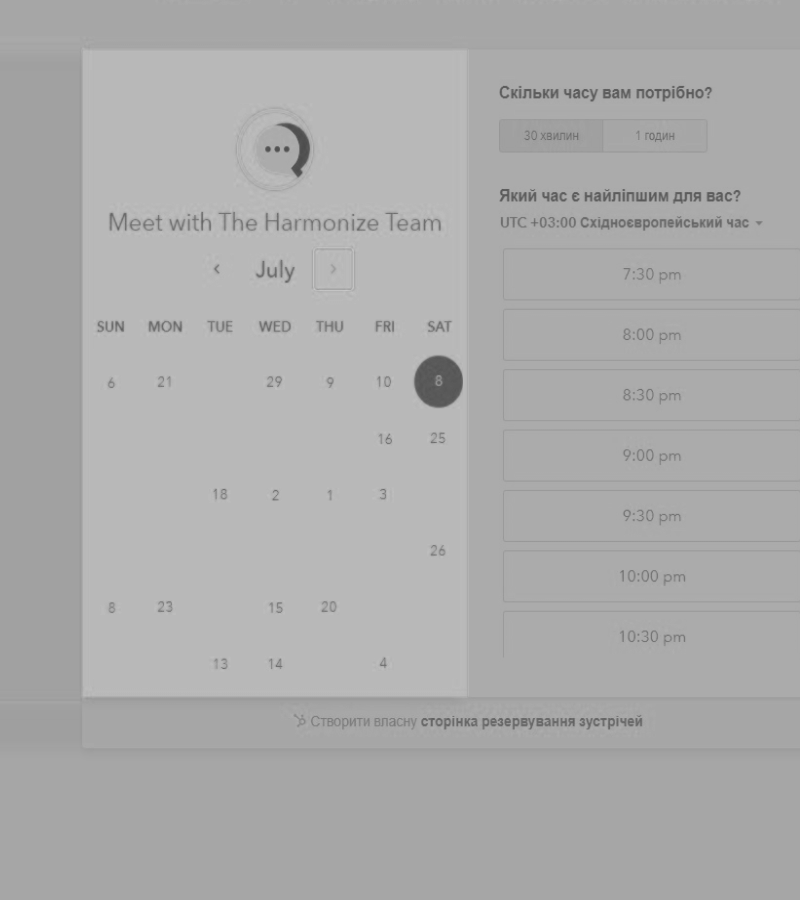 Meet with The Harmonize Team
July
SUN MON TUE WED THU FRI SAT
6 21 29 9 10 8
16 25
18 2 1 3
26
8 23 15 20
13 14 4
Скільки часу вам потрібно?
30 хвилин 1 годин
Який час є найліпшим для вас?
UTC +03:00 Східноєвропейський час
7:30 pm
8:00 pm
8:30 pm
9:00 pm
9:30 pm
10:00 pm
10:30 pm
Створити власну сторінка резервування зустрічей